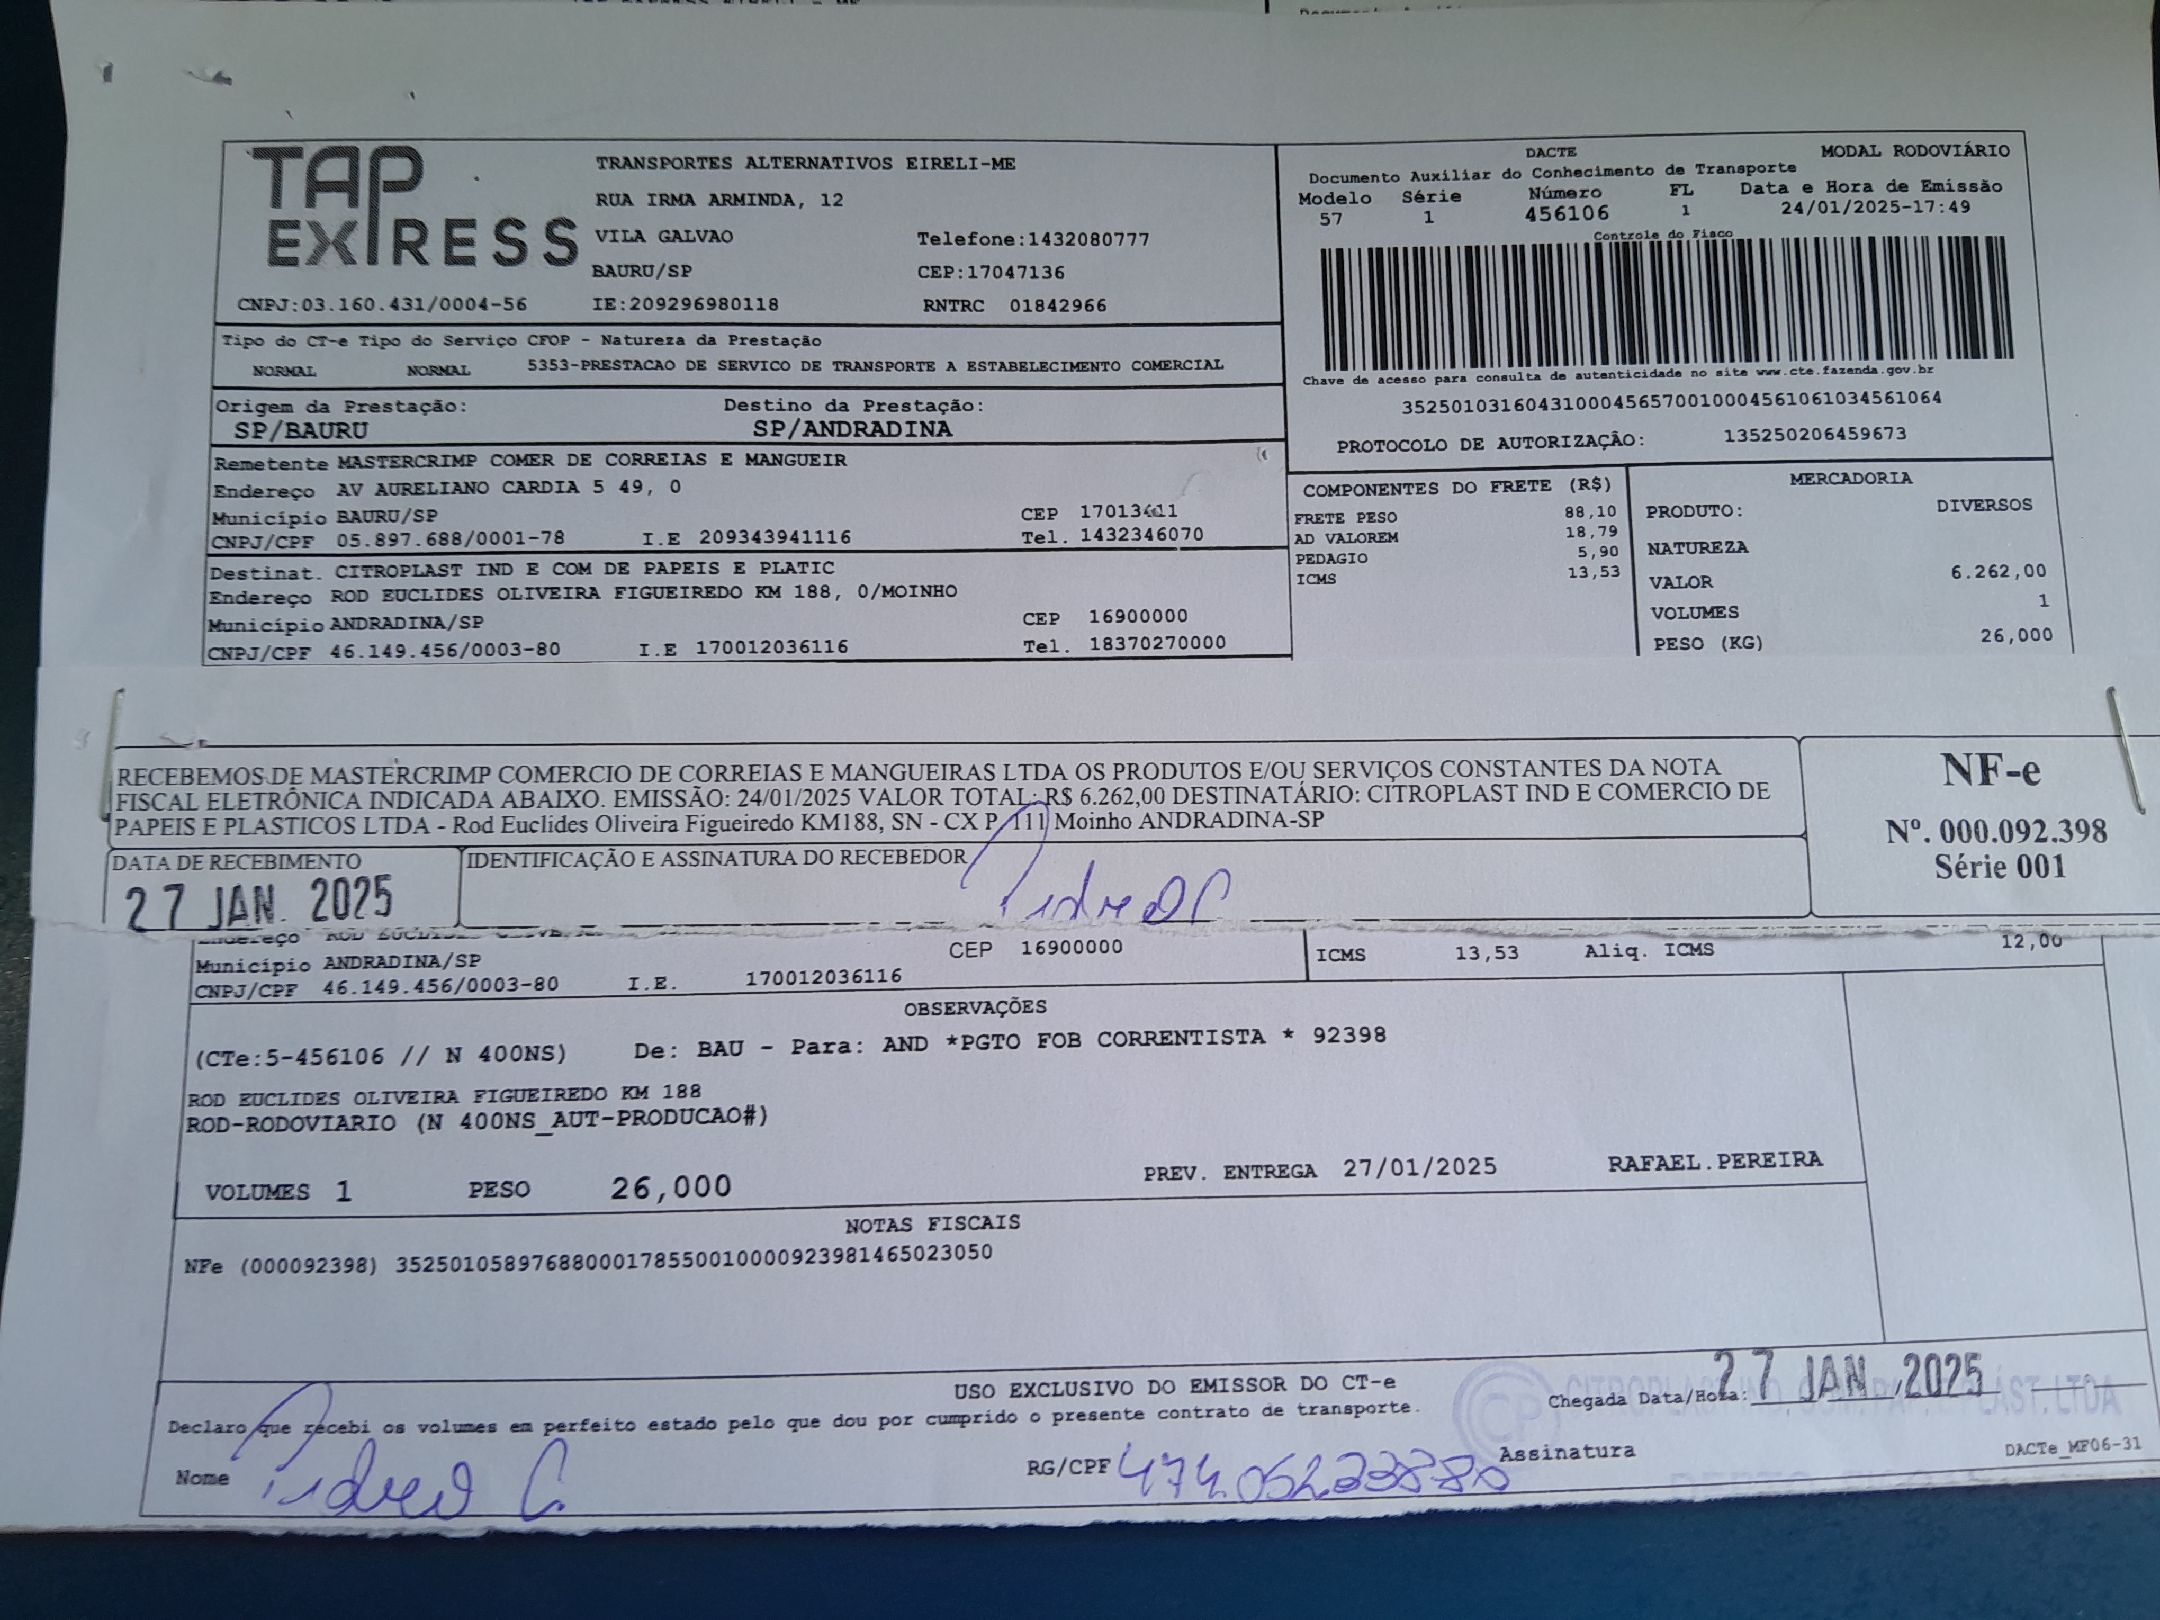 TAP EXPRESS
TRANSPORTES ALTERNATIVOS EIRELI-ME
RUA IRMA ARMINDA, 12
VILA GALVAO Telefone:1432080777
BAURU/SP CEP:17047136
CNPJ:03.160.431/0004-56 IE:209296980118 RNTRC 01842966
DACTE MODAL RODOVIÁRIO
Documento Auxiliar do Conhecimento de Transporte
Modelo Série Número FL Data e Hora de Emissão
57 1 456106 1 24/01/2025-17:49
Controle do Fisco
Chave de acesso para consulta de autenticidade no site www.cte.fazenda.gov.br
35250103160431000456570010004561061034561064
PROTOCOLO DE AUTORIZAÇÃO: 135250206459673
Tipo do CT-e Tipo do Serviço CFOP - Natureza da Prestação
NORMAL NORMAL 5353-PRESTACAO DE SERVICO DE TRANSPORTE A ESTABELECIMENTO COMERCIAL
Origem da Prestação: Destino da Prestação:
SP/BAURU SP/ANDRADINA
Remetente MASTERCRIMP COMER DE CORREIAS E MANGUEIR
Endereço AV AURELIANO CARDIA 5 49, 0
Município BAURU/SP CEP 17013411
CNPJ/CPF 05.897.688/0001-78 I.E 209343941116 Tel. 1432346070
Destinat. CITROPLAST IND E COM DE PAPEIS E PLATIC
Endereço ROD EUCLIDES OLIVEIRA FIGUEIREDO KM 188, 0/MOINHO
Município ANDRADINA/SP CEP 16900000
CNPJ/CPF 46.149.456/0003-80 I.E 170012036116 Tel. 18370270000
COMPONENTES DO FRETE (R$)
FRETE PESO 88,10
AD VALOREM 18,79
PEDAGIO 5,90
ICMS 13,53
MERCADORIA
PRODUTO: DIVERSOS
NATUREZA
VALOR 6.262,00
VOLUMES 1
PESO (KG) 26,000
RECEBEMOS DE MASTERCRIMP COMERCIO DE CORREIAS E MANGUEIRAS LTDA OS PRODUTOS E/OU SERVIÇOS CONSTANTES DA NOTA
FISCAL ELETRÔNICA INDICADA ABAIXO. EMISSÃO: 24/01/2025 VALOR TOTAL: R$ 6.262,00 DESTINATÁRIO: CITROPLAST IND E COMERCIO DE
PAPEIS E PLASTICOS LTDA - Rod Euclides Oliveira Figueiredo KM188, SN - CX P 111 Moinho ANDRADINA-SP
DATA DE RECEBIMENTO IDENTIFICAÇÃO E ASSINATURA DO RECEBEDOR
27 JAN. 2025
NF-e
Nº. 000.092.398
Série 001
Endereço ROD EUCLIDES
Município ANDRADINA/SP CEP 16900000
CNPJ/CPF 46.149.456/0003-80 I.E. 170012036116
ICMS 13,53 Aliq. ICMS 12,00
OBSERVAÇÕES
(CTe:5-456106 // N 400NS) De: BAU - Para: AND *PGTO FOB CORRENTISTA * 92398
ROD EUCLIDES OLIVEIRA FIGUEIREDO KM 188
ROD-RODOVIARIO (N 400NS_AUT-PRODUCAO#)
VOLUMES 1 PESO 26,000 PREV. ENTREGA 27/01/2025 RAFAEL.PEREIRA
NOTAS FISCAIS
NFe (000092398) 35250105897688000178550010000923981465023050
USO EXCLUSIVO DO EMISSOR DO CT-e
Declaro que recebi os volumes em perfeito estado pelo que dou por cumprido o presente contrato de transporte.
Chegada Data/Hora: 27 JAN. 2025
Nome RG/CPF Assinatura
DACTe_MF06-31